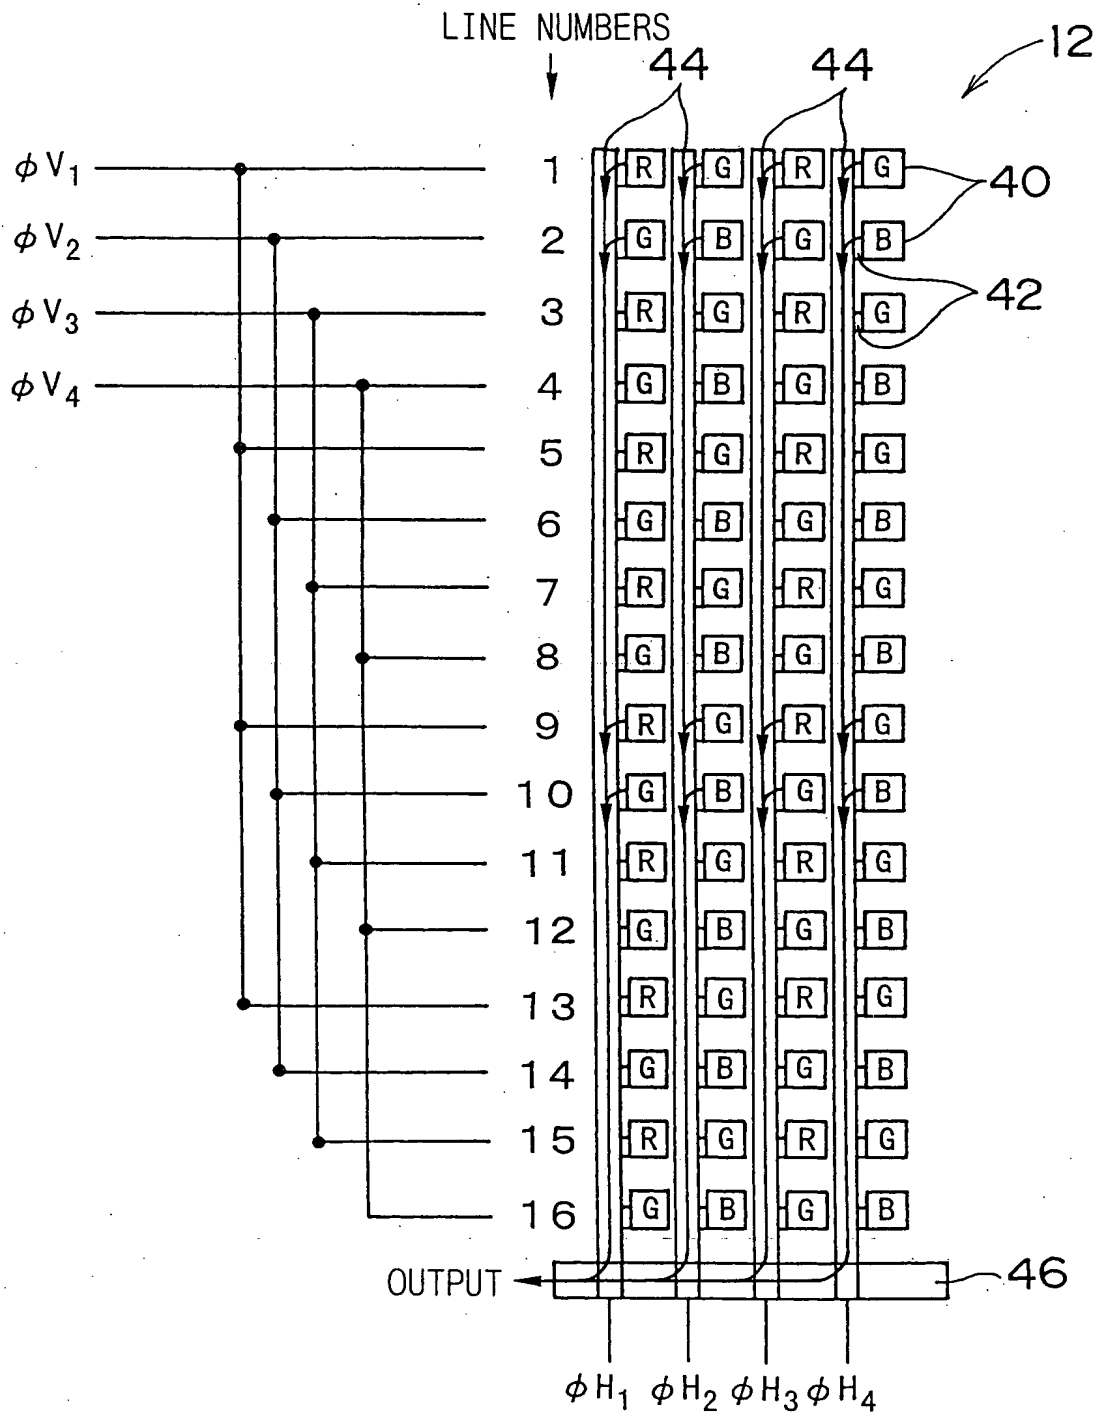 LINE NUMBERS
12
44 44
φV1 1 R G R G 40
φV2 2 G B G B
42
φV3 3 R G R G
φV4 4 G B G B
5 R G R G
6 G B G B
7 R G R G
8 G B G B
9 R G R G
10 G B G B
11 R G R G
12 G B G B
13 R G R G
14 G B G B
15 R G R G
16 G B G B
OUTPUT 46
φH1 φH2 φH3 φH4